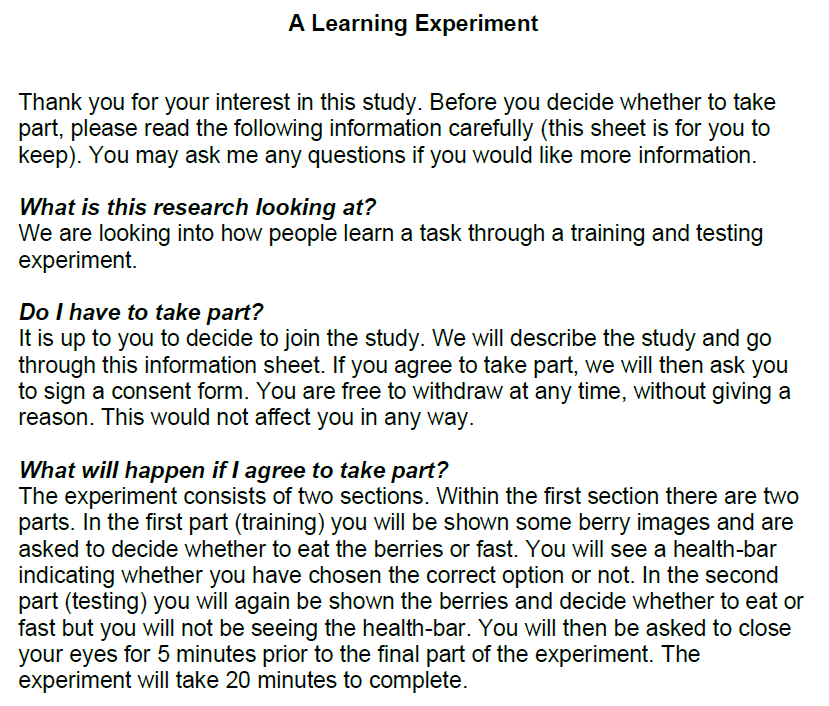 A Learning Experiment
Thank you for your interest in this study. Before you decide whether to take
part, please read the following information carefully (this sheet is for you to
keep). You may ask me any questions if you would like more information.
What is this research looking at?
We are looking into how people learn a task through a training and testing
experiment.
Do I have to take part?
It is up to you to decide to join the study. We will describe the study and go
through this information sheet. If you agree to take part, we will then ask you
to sign a consent form. You are free to withdraw at any time, without giving a
reason. This would not affect you in any way.
What will happen if I agree to take part?
The experiment consists of two sections. Within the first section there are two
parts. In the first part (training) you will be shown some berry images and are
asked to decide whether to eat the berries or fast. You will see a health-bar
indicating whether you have chosen the correct option or not. In the second
part (testing) you will again be shown the berries and decide whether to eat or
fast but you will not be seeing the health-bar. You will then be asked to close
your eyes for 5 minutes prior to the final part of the experiment. The
experiment will take 20 minutes to complete.